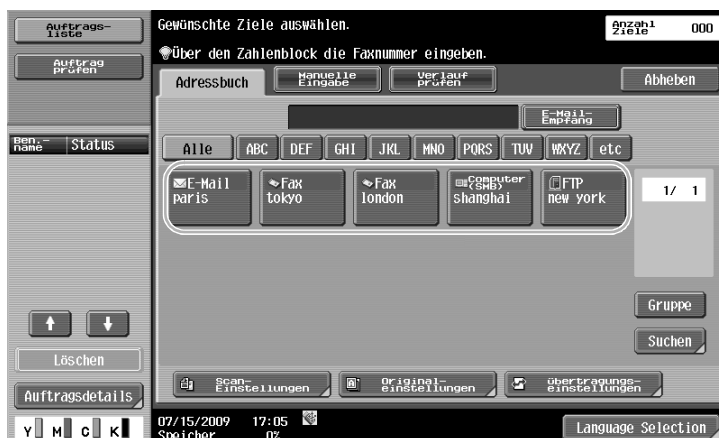 Auftrags-
liste
Auftrag
prüfen
Ben.-
name
Status
Löschen
Auftragsdetails
Y M C K
Gewünschte Ziele auswählen.
Anzahl
Ziele
000
Über den Zahlenblock die Faxnummer eingeben.
Adressbuch
Manuelle
Eingabe
Verlauf
prüfen
Abheben
E-Mail-
Empfang
Alle ABC DEF GHI JKL MNO PQRS TUV WXYZ etc
E-Mail
paris
Fax
tokyo
Fax
london
Computer
(SMB)
shanghai
FTP
new york
1/ 1
Gruppe
Suchen
Scan-
Einstellungen
Original-
einstellungen
übertragungs-
einstellungen
07/15/2009 17:05
Speicher 0%
Language Selection